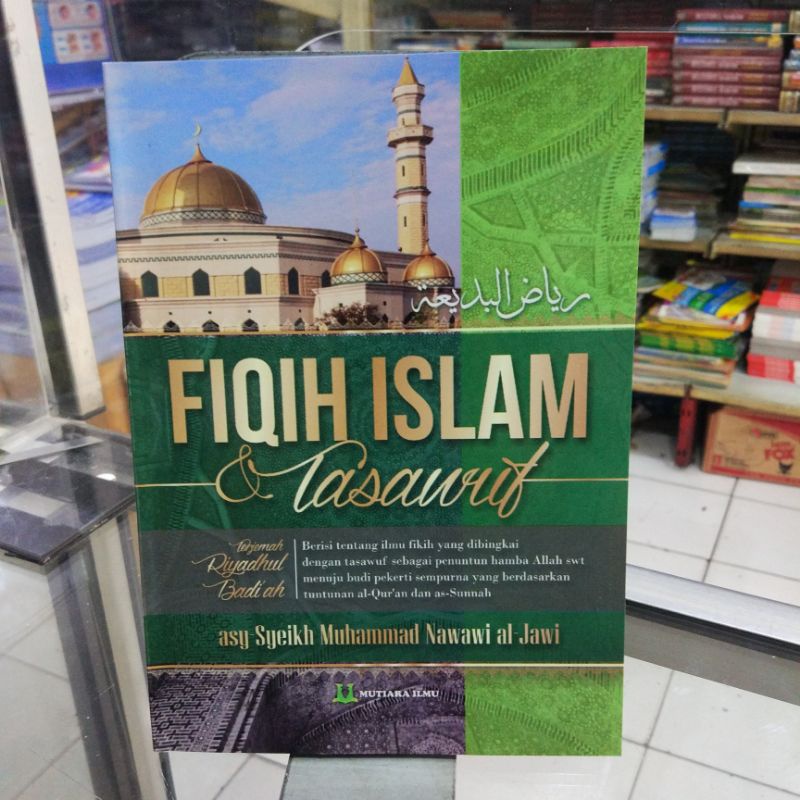 رياض البديعة
FIQIH ISLAM
& Tasawuf
Terjemah
Riyadhul
Badi'ah
Berisi tentang ilmu fikih yang dibingkai
dengan tasawuf sebagai penuntun hamba Allah swt
menuju budi pekerti sempurna yang berdasarkan
tuntunan al-Qur'an dan as-Sunnah
asy Syeikh Muhammad Nawawi al-Jawi
MUTIARA ILMU
FOX